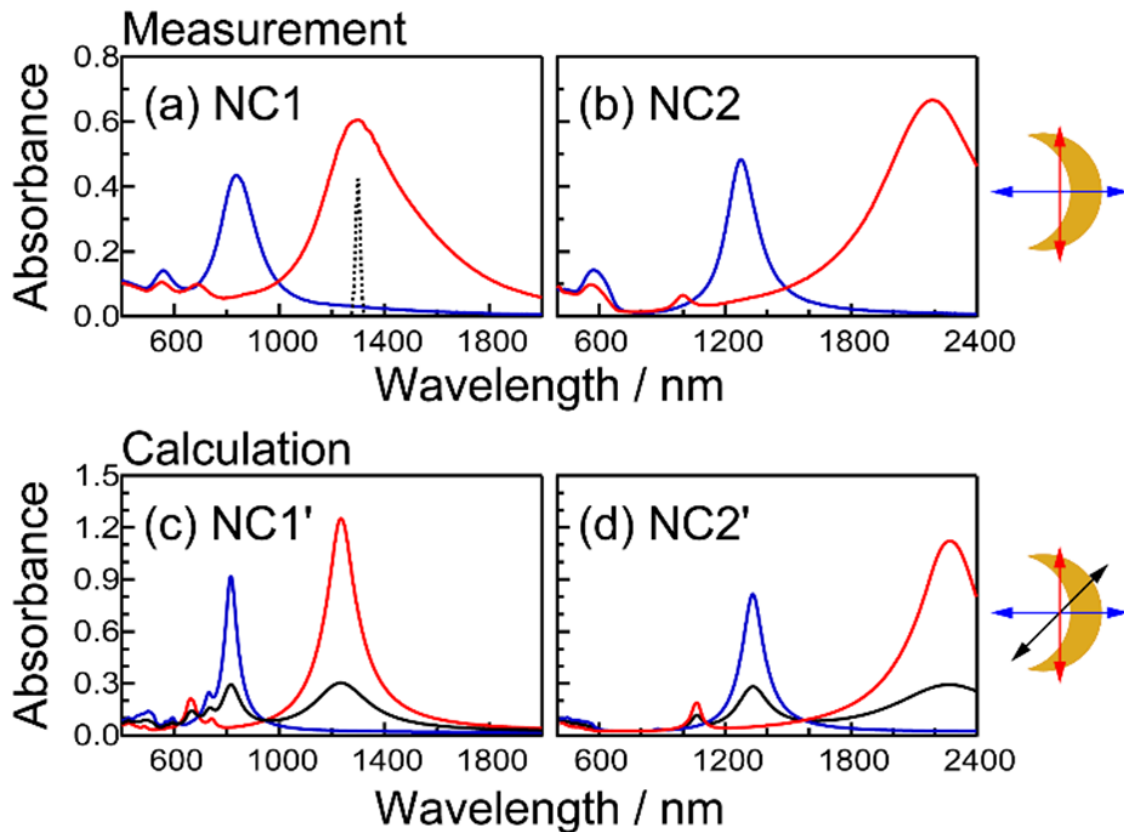 Measurement
(a) NC1
(b) NC2
0.8
0.6
0.4
0.2
0.0
Absorbance
600 1000 1400 1800
600 1200 1800 2400
Wavelength / nm
Calculation
(c) NC1'
(d) NC2'
1.5
1.2
0.9
0.6
0.3
0.0
Absorbance
600 1000 1400 1800
600 1200 1800 2400
Wavelength / nm